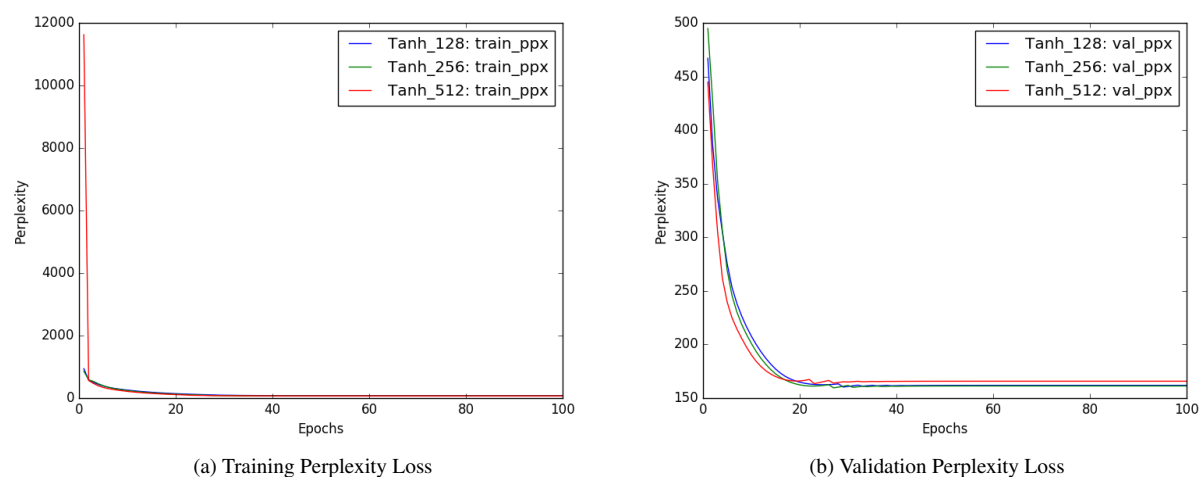 12000
10000
8000
6000
4000
2000
0
Perplexity
Tanh_128: train_ppx
Tanh_256: train_ppx
Tanh_512: train_ppx
0 20 40 60 80 100
Epochs
(a) Training Perplexity Loss
500
450
400
350
300
250
200
150
Perplexity
Tanh_128: val_ppx
Tanh_256: val_ppx
Tanh_512: val_ppx
0 20 40 60 80 100
Epochs
(b) Validation Perplexity Loss